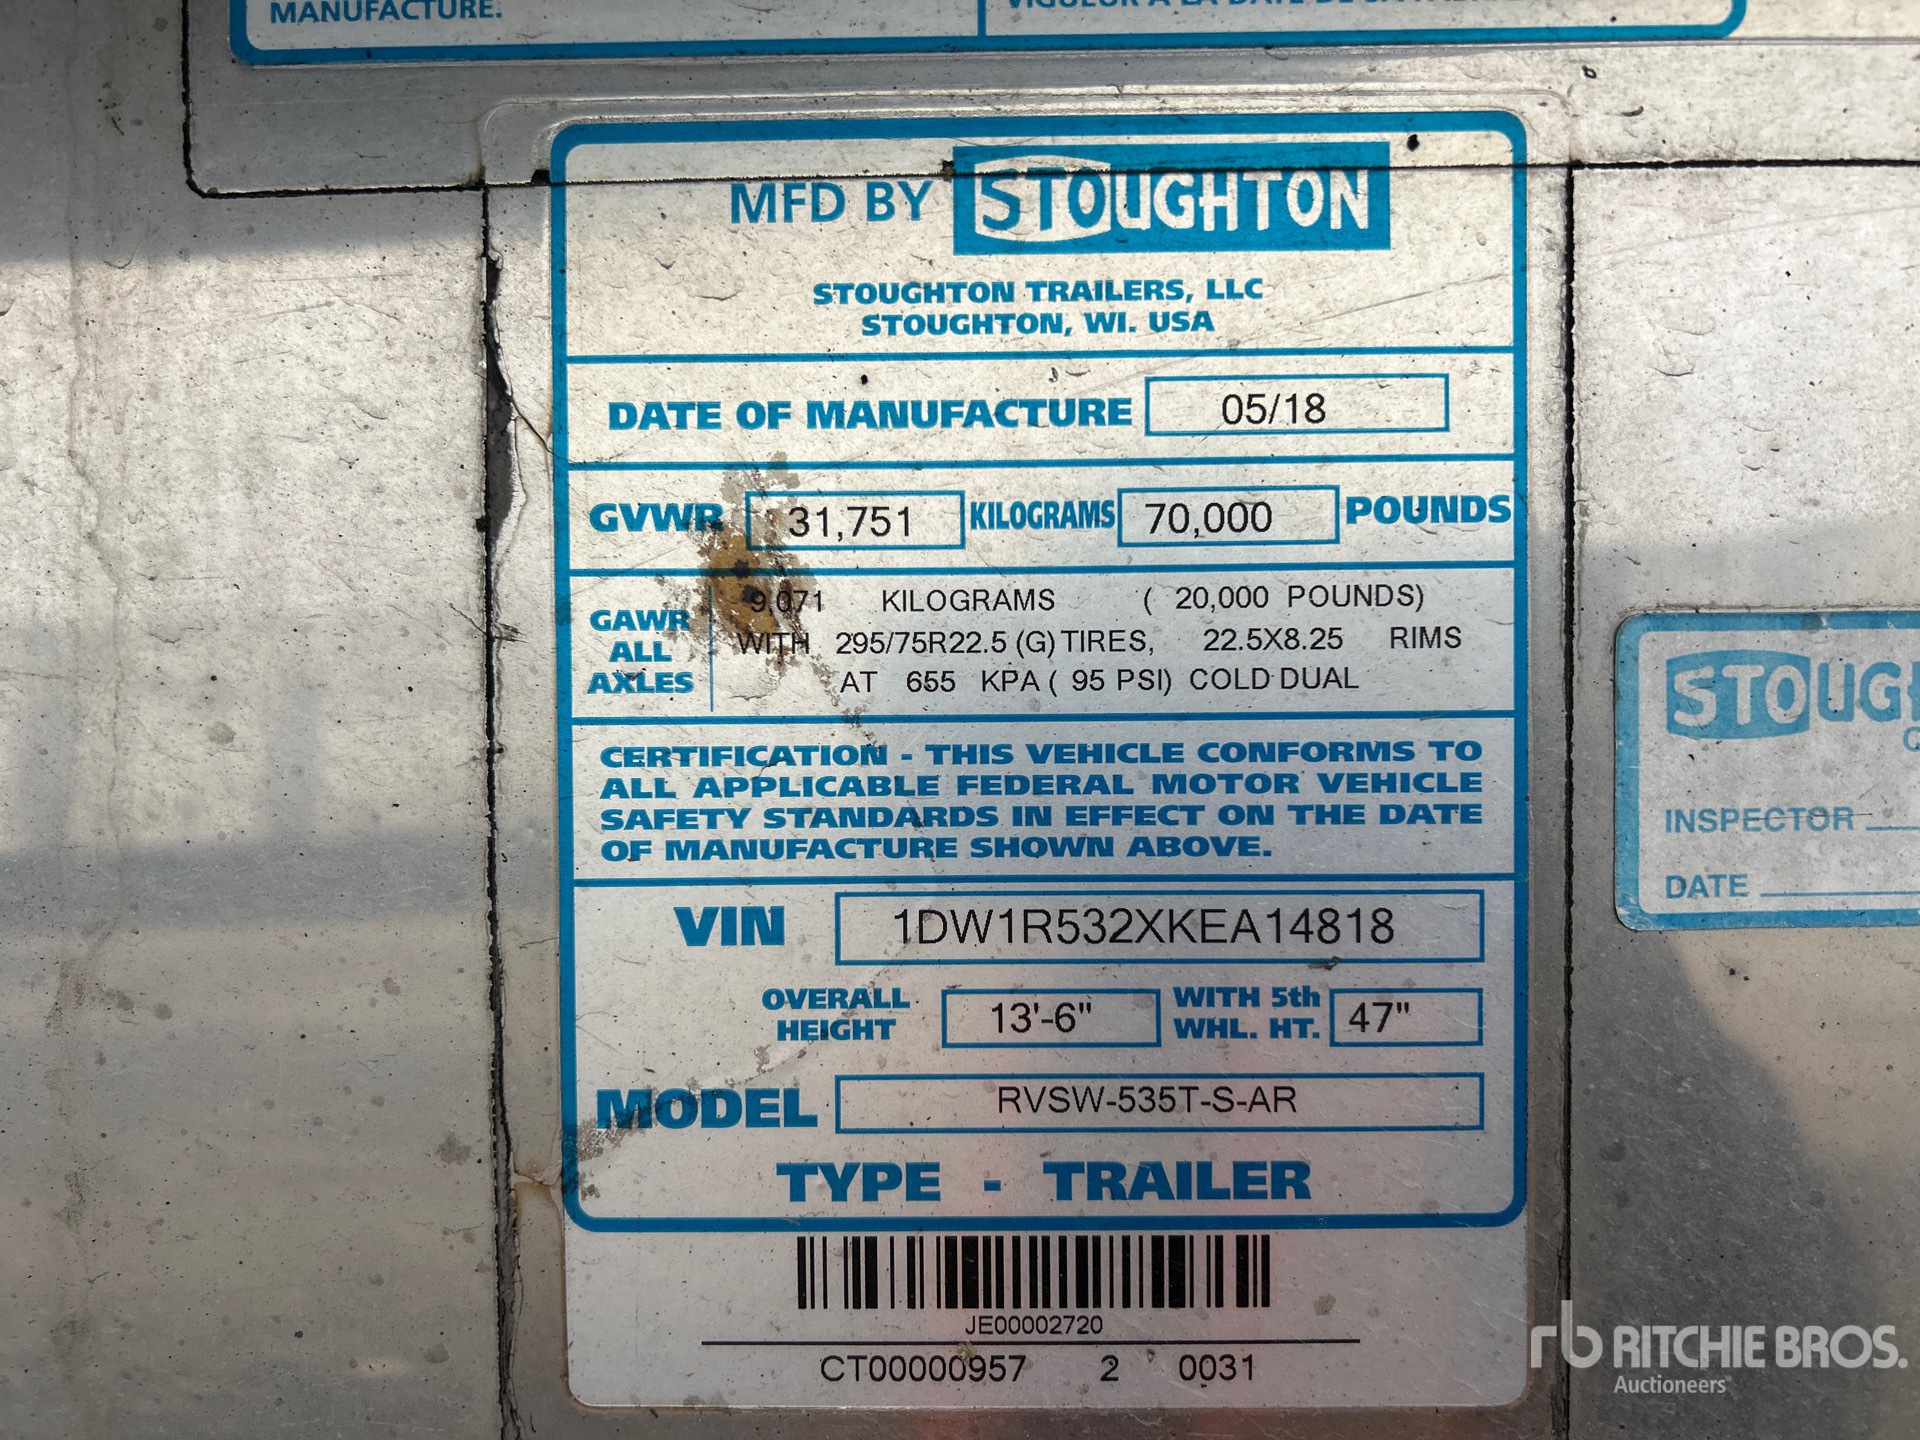 MANUFACTURE.
MFD BY STOUGHTON
STOUGHTON TRAILERS, LLC
STOUGHTON, WI. USA
DATE OF MANUFACTURE 05/18
GVWR 31,751 KILOGRAMS 70,000 POUNDS
GAWR ALL AXLES
9,071 KILOGRAMS ( 20,000 POUNDS)
WITH 295/75R22.5 (G) TIRES, 22.5X8.25 RIMS
AT 655 KPA ( 95 PSI) COLD DUAL
CERTIFICATION - THIS VEHICLE CONFORMS TO
ALL APPLICABLE FEDERAL MOTOR VEHICLE
SAFETY STANDARDS IN EFFECT ON THE DATE
OF MANUFACTURE SHOWN ABOVE.
VIN 1DW1R532XKEA14818
OVERALL HEIGHT 13'-6" WITH 5th WHL. HT. 47"
MODEL RVSW-535T-S-AR
TYPE - TRAILER
JE00002720
CT00000957 2 0031
STOUG
INSPECTOR
DATE
rb RITCHIE BROS.
Auctioneers